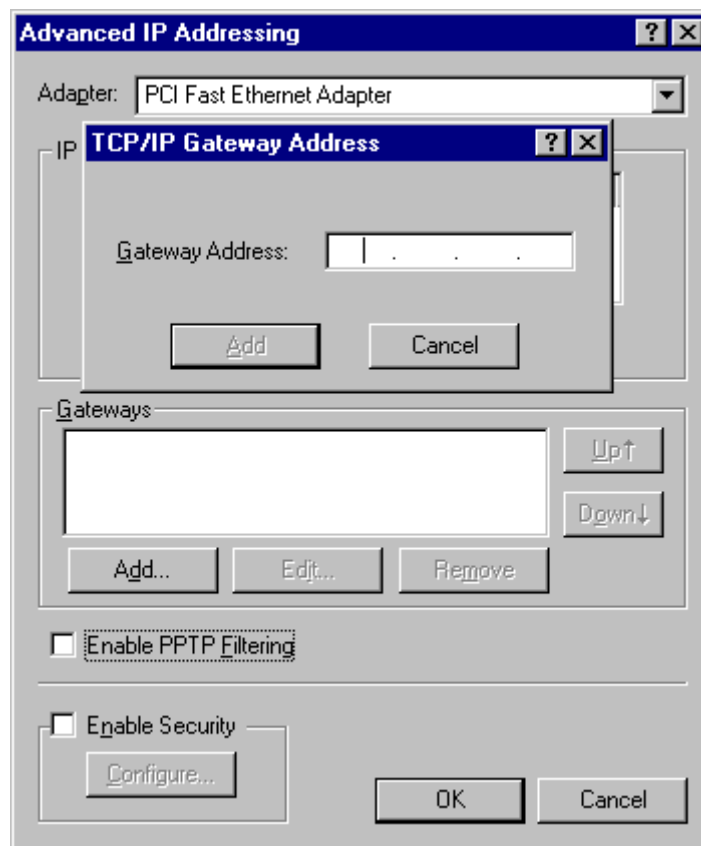 Advanced IP Addressing
Adapter: PCI Fast Ethernet Adapter
IP
TCP/IP Gateway Address
Gateway Address: . . .
Add Cancel
Gateways
Up↑
Down↓
Add... Edit... Remove
Enable PPTP Filtering
Enable Security
Configure...
OK Cancel